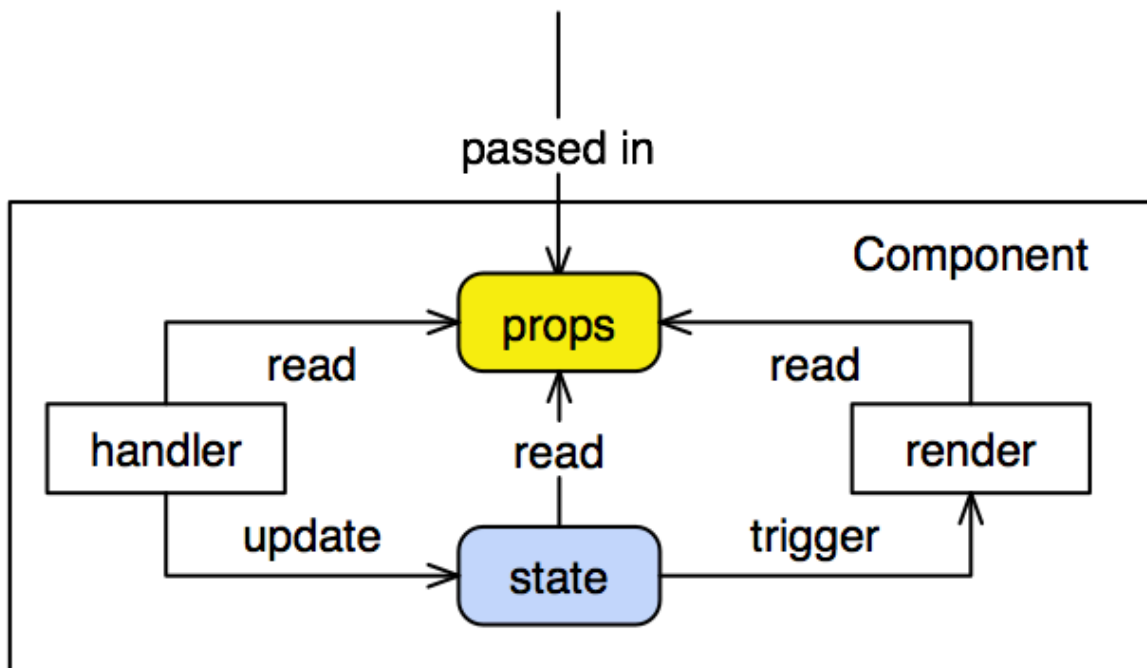 passed in
Component
props
read
read
handler
read
render
update
trigger
state